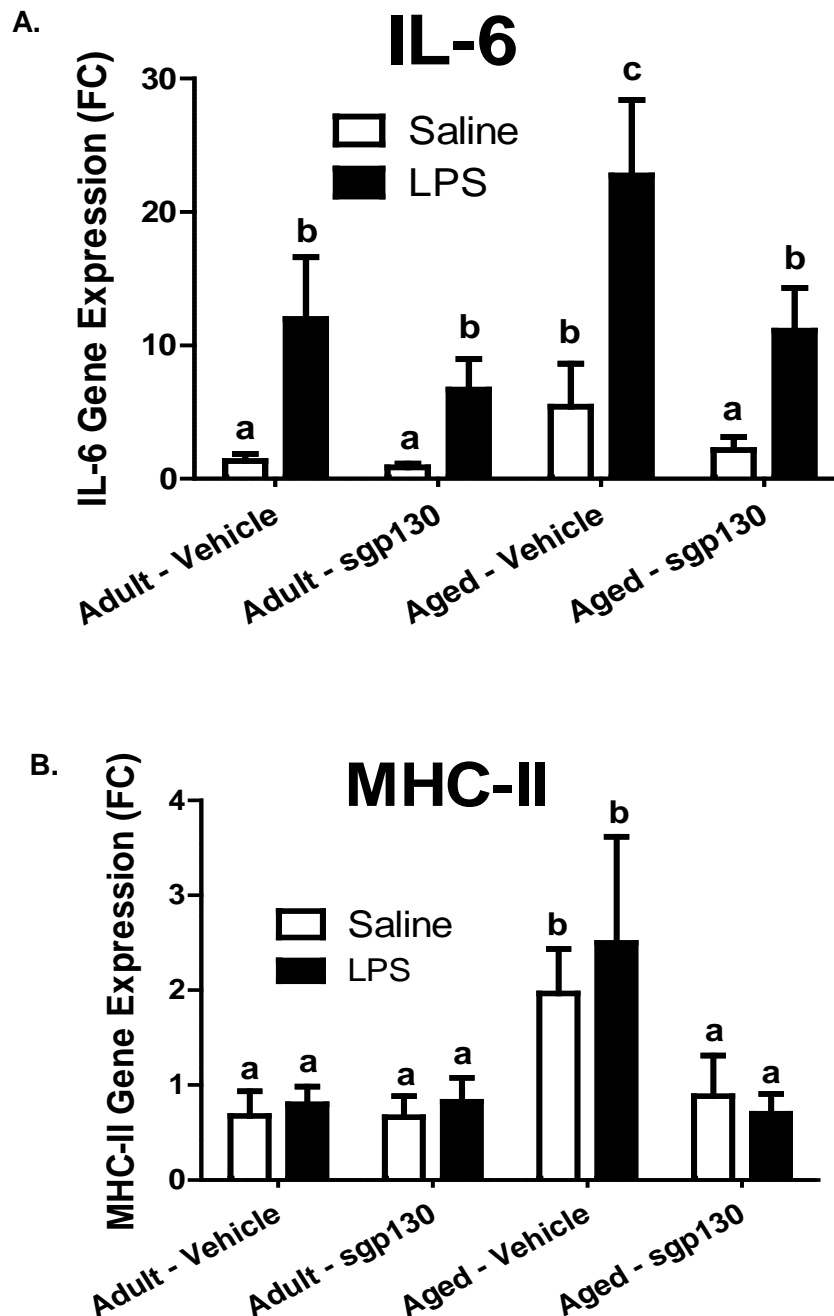 A.
IL-6
IL-6 Gene Expression (FC)
30
20
10
0
Saline
LPS
a
b
a
b
b
c
a
b
Adult - Vehicle
Adult - sgp130
Aged - Vehicle
Aged - sgp130
B.
MHC-II
MHC-II Gene Expression (FC)
4
3
2
1
0
Saline
LPS
a
a
a
a
b
b
a
a
Adult - Vehicle
Adult - sgp130
Aged - Vehicle
Aged - sgp130